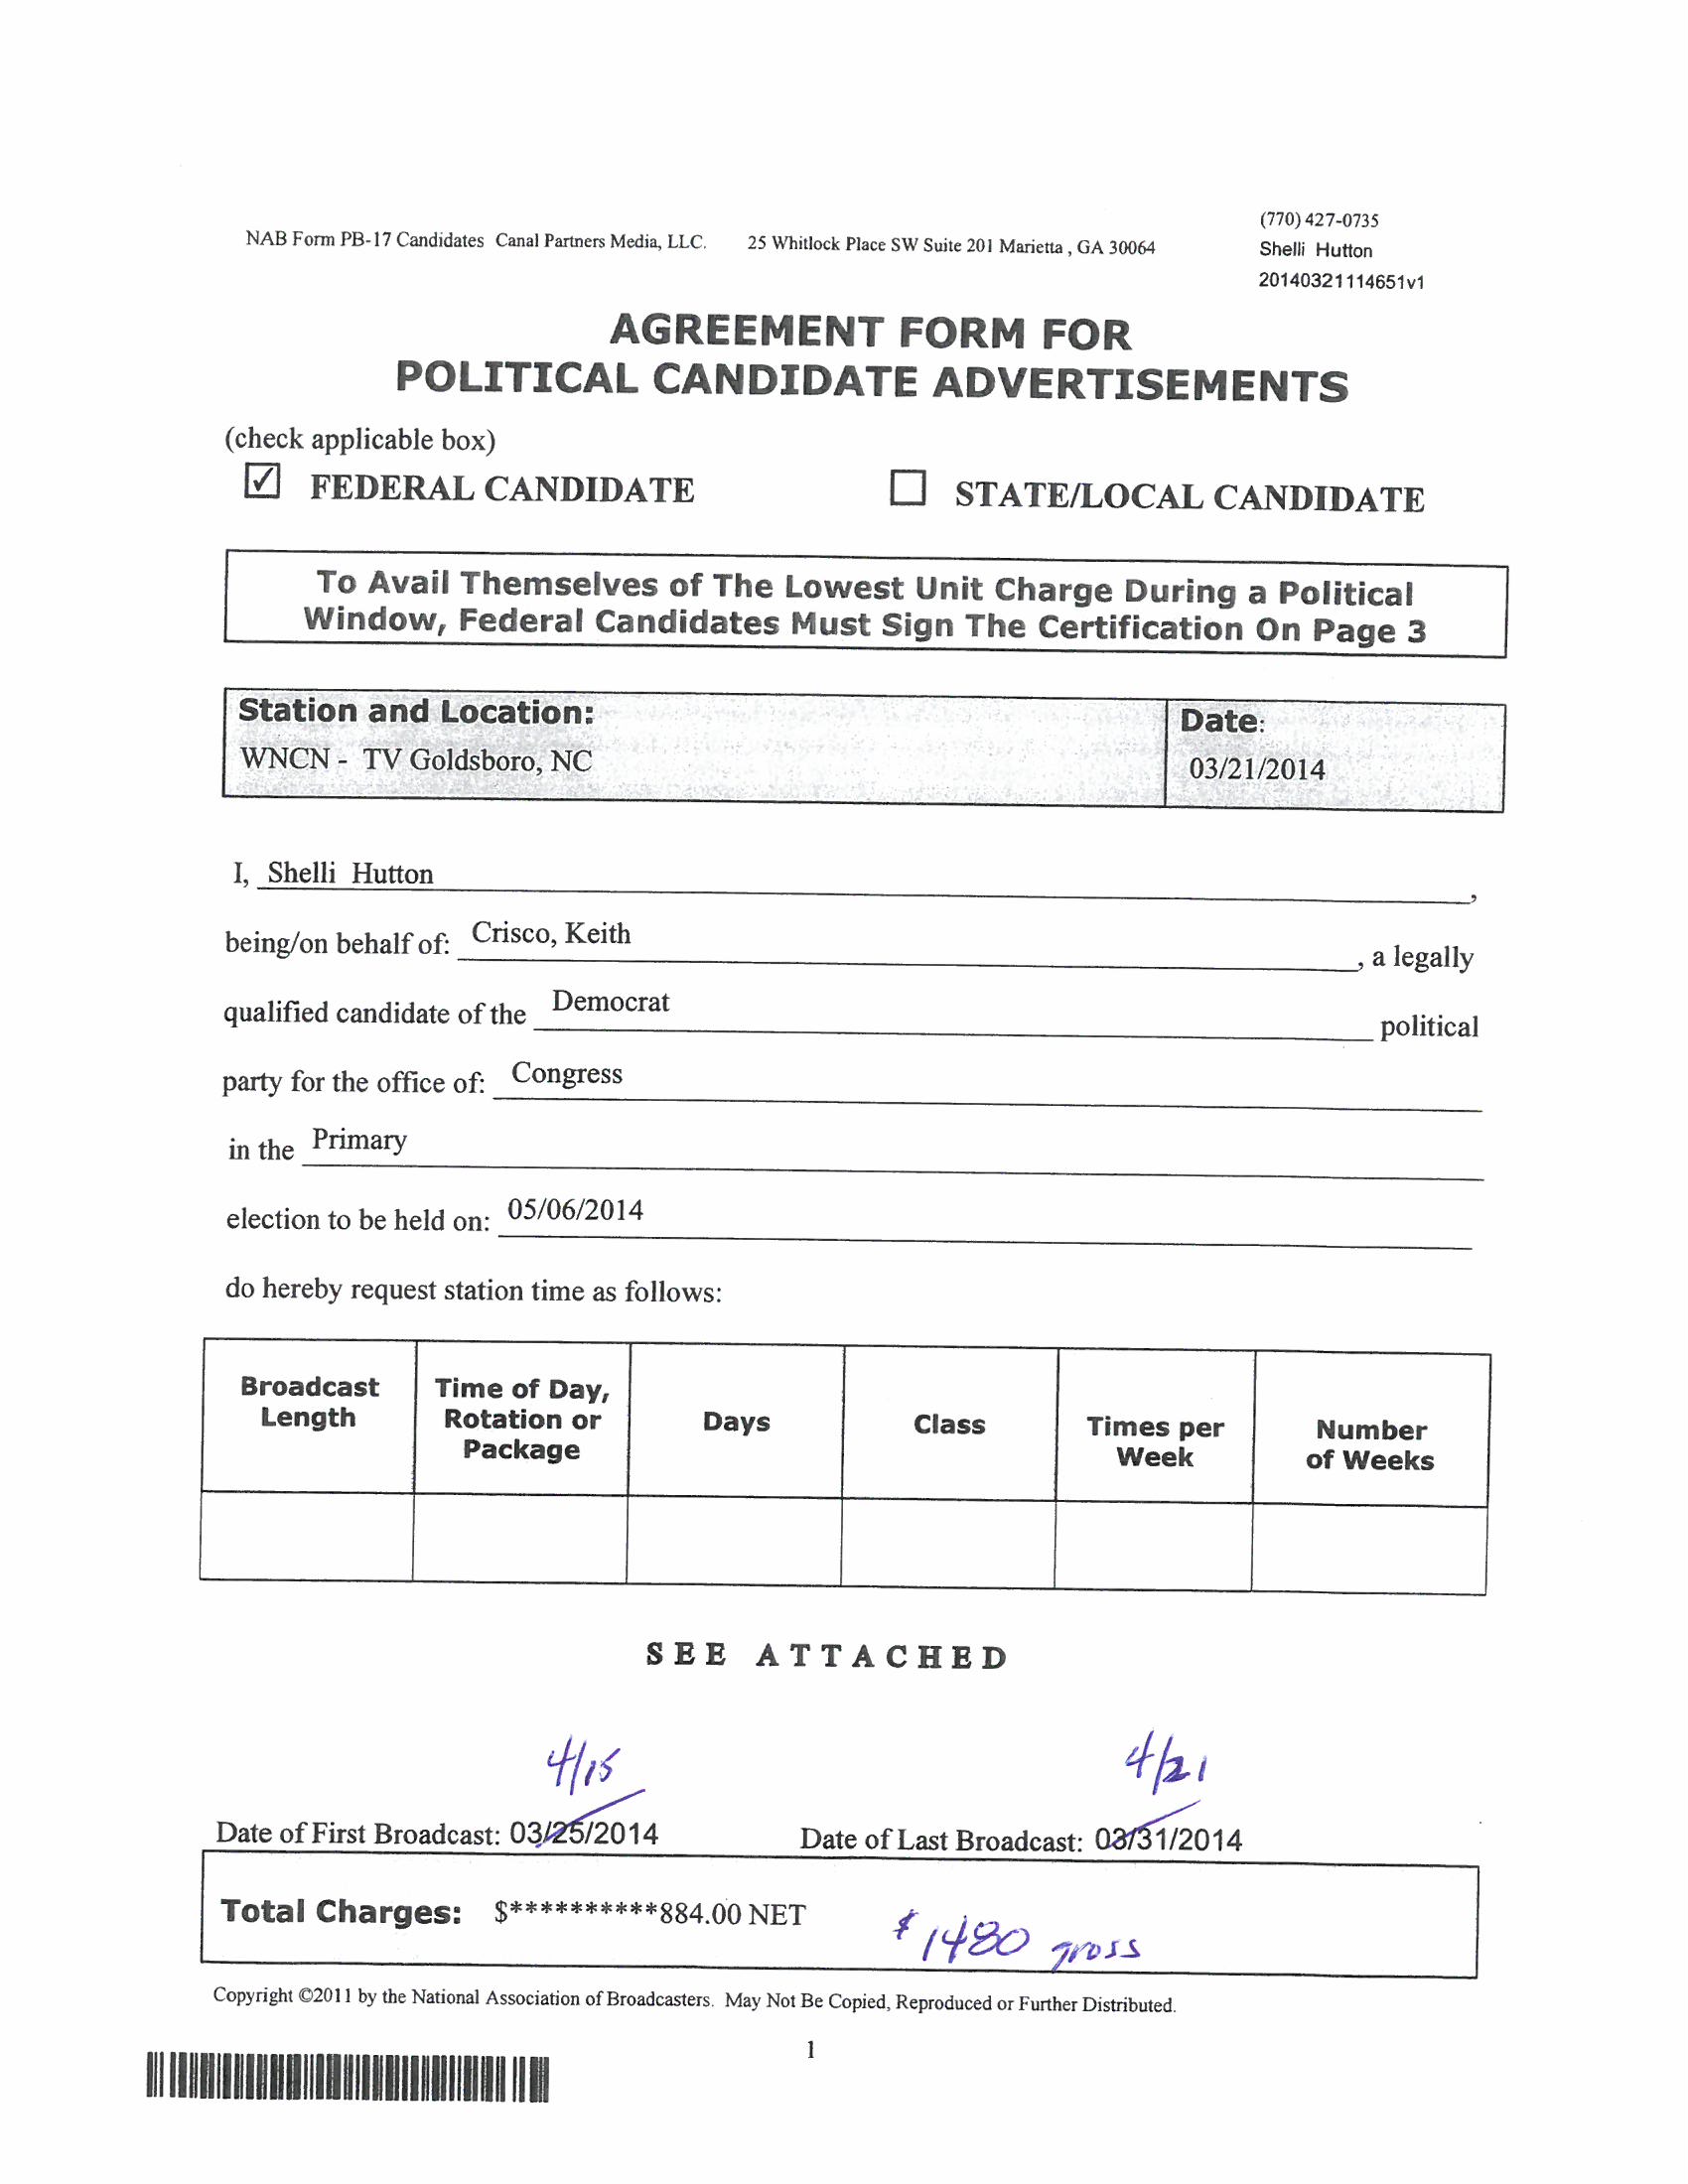 (770) 427-0735
NAB Form PB-17 Candidates Canal Partners Media, LLC. 25 Whitlock Place SW Suite 201 Marietta , GA 30064
Shelli Hutton
20140321114651v1
AGREEMENT FORM FOR
POLITICAL CANDIDATE ADVERTISEMENTS
(check applicable box)
☑ FEDERAL CANDIDATE ☐ STATE/LOCAL CANDIDATE
To Avail Themselves of The Lowest Unit Charge During a Political
Window, Federal Candidates Must Sign The Certification On Page 3
Station and Location: Date:
WNCN - TV Goldsboro, NC 03/21/2014
I, Shelli Hutton ,
being/on behalf of: Crisco, Keith , a legally
qualified candidate of the Democrat political
party for the office of: Congress
in the Primary
election to be held on: 05/06/2014
do hereby request station time as follows:
Broadcast Length Time of Day, Rotation or Package Days Class Times per Week Number of Weeks
SEE ATTACHED
4/15 4/21
Date of First Broadcast: 03/25/2014 Date of Last Broadcast: 03/31/2014
Total Charges: $**********884.00 NET $1480 gross
Copyright ©2011 by the National Association of Broadcasters. May Not Be Copied, Reproduced or Further Distributed.
1